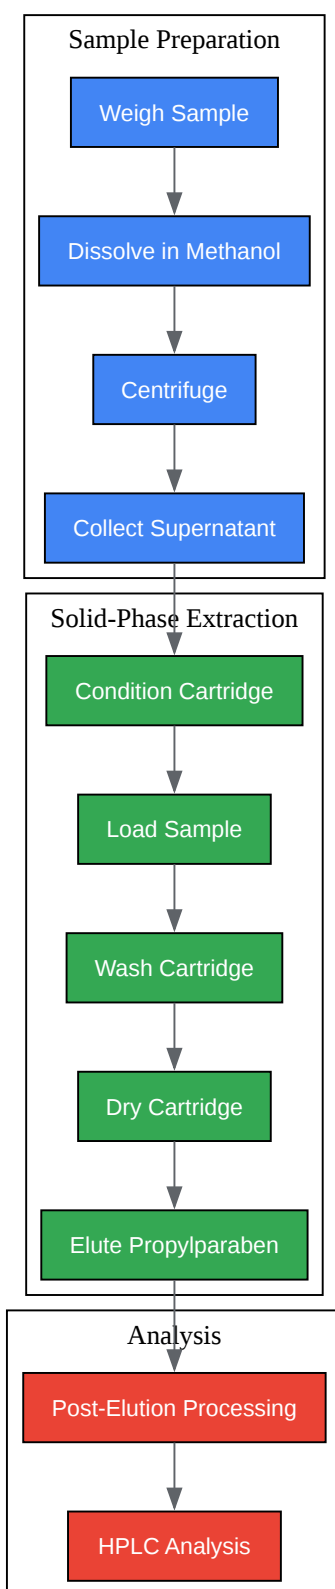 Sample Preparation
Weigh Sample
Dissolve in Methanol
Centrifuge
Collect Supernatant
Solid-Phase Extraction
Condition Cartridge
Load Sample
Wash Cartridge
Dry Cartridge
Elute Propylparaben
Analysis
Post-Elution Processing
HPLC Analysis